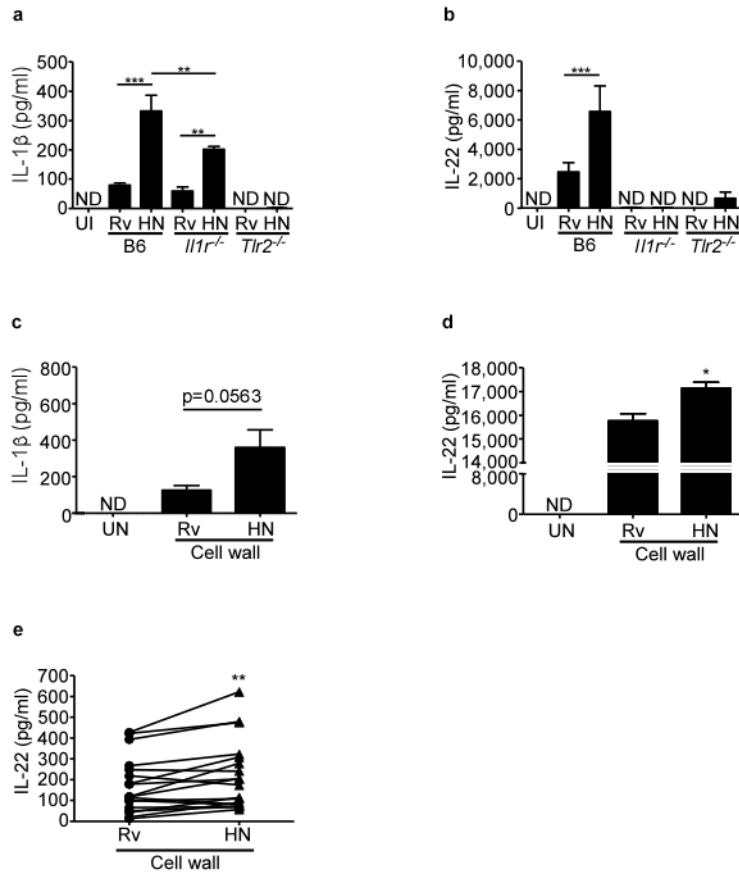 a
500
400
300
200
100
0
IL-1β (pg/ml)
***
**
**
ND
ND ND
UI
Rv HN Rv HN Rv HN
B6 Il1r-/- Tlr2-/-
b
10,000
8,000
6,000
4,000
2,000
0
IL-22 (pg/ml)
***
ND
ND ND ND
UI
Rv HN Rv HN Rv HN
B6 Il1r-/- Tlr2-/-
c
800
600
400
200
0
IL-1β (pg/ml)
p=0.0563
ND
UN Rv HN
Cell wall
d
18,000
17,000
16,000
15,000
14,000
8,000
0
IL-22 (pg/ml)
*
ND
UN Rv HN
Cell wall
e
700
600
500
400
300
200
100
0
IL-22 (pg/ml)
**
Rv HN
Cell wall